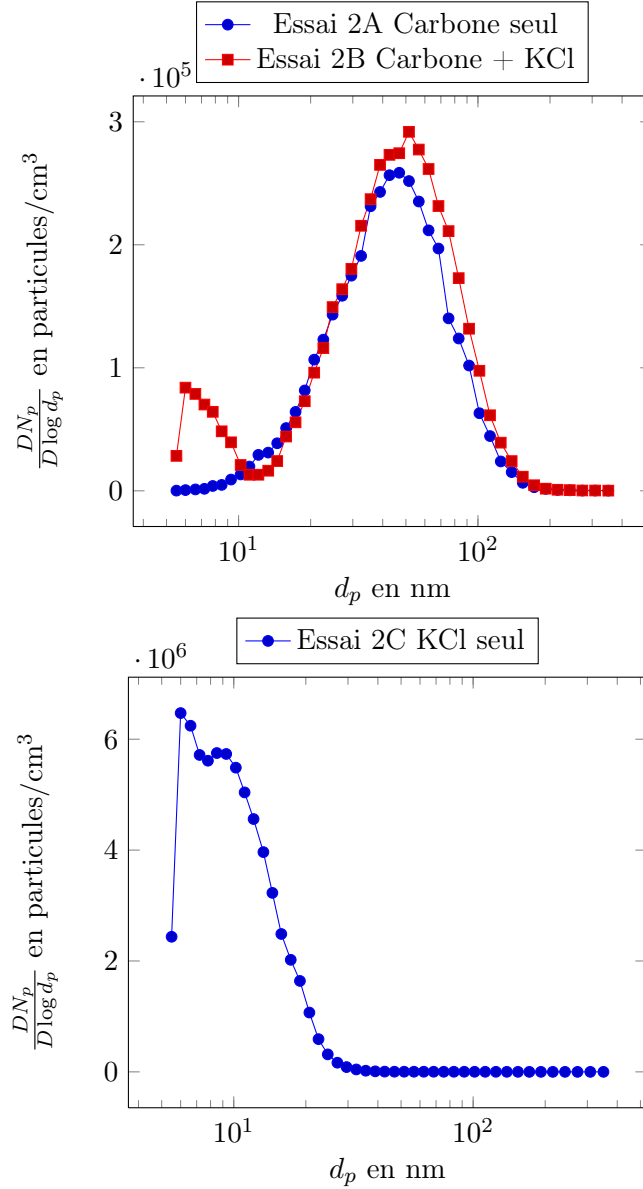 Essai 2A Carbone seul
Essai 2B Carbone + KCl
· 10^5
3
2
1
0
10^1 10^2
d_p en nm
DN_p / D log d_p en particules/cm^3
Essai 2C KCl seul
· 10^6
6
4
2
0
10^1 10^2
d_p en nm
DN_p / D log d_p en particules/cm^3